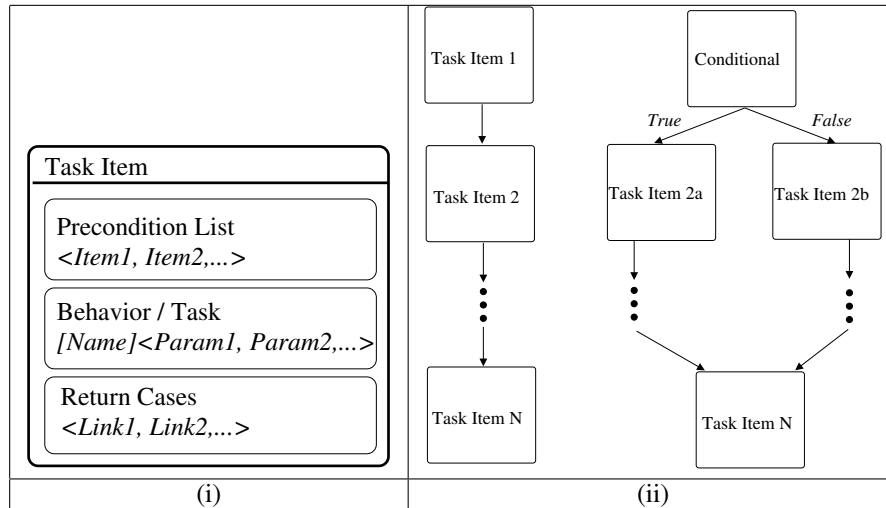 Task Item
Precondition List
<Item1, Item2,...>
Behavior / Task
[Name]<Param1, Param2,...>
Return Cases
<Link1, Link2,...>
(i)
Task Item 1
Task Item 2
Task Item N
Conditional
True
False
Task Item 2a
Task Item 2b
Task Item N
(ii)